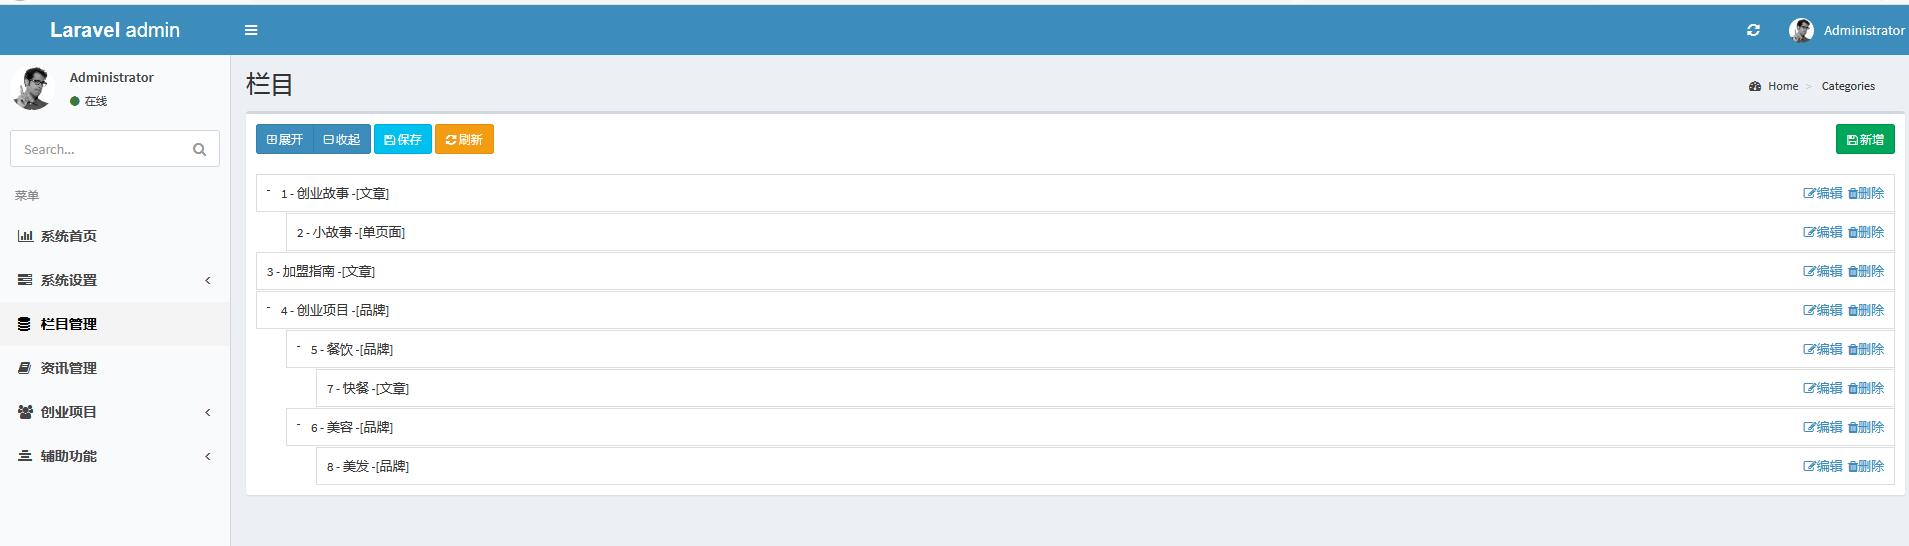 Laravel admin
Administrator
Administrator
在线
Search...
菜单
系统首页
系统设置
栏目管理
资讯管理
创业项目
辅助功能
栏目
Home > Categories
展开 收起 保存 刷新 新增
- 1 - 创业故事 -[文章] 编辑 删除
2 - 小故事 -[单页面] 编辑 删除
3 - 加盟指南 -[文章] 编辑 删除
- 4 - 创业项目 -[品牌] 编辑 删除
- 5 - 餐饮 -[品牌] 编辑 删除
7 - 快餐 -[文章] 编辑 删除
- 6 - 美容 -[品牌] 编辑 删除
8 - 美发 -[品牌] 编辑 删除